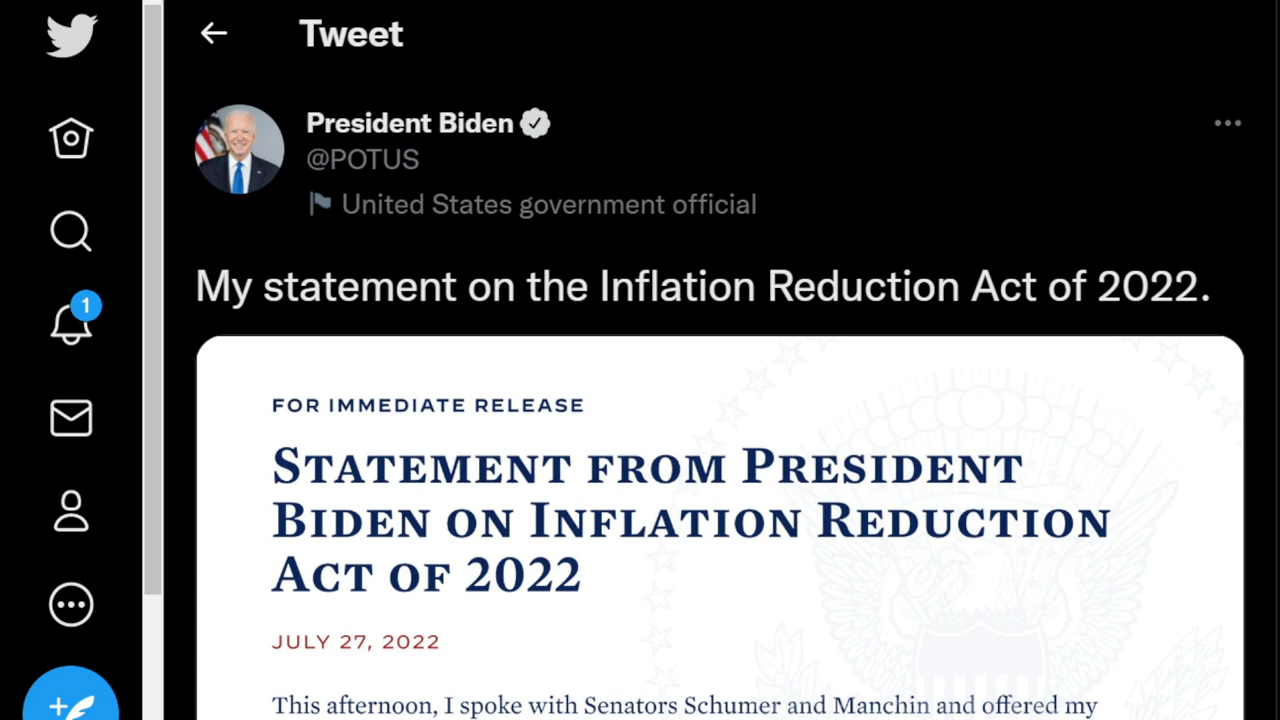 Tweet
President Biden
@POTUS
United States government official
1
My statement on the Inflation Reduction Act of 2022.
FOR IMMEDIATE RELEASE
STATEMENT FROM PRESIDENT
BIDEN ON INFLATION REDUCTION
ACT OF 2022
JULY 27, 2022
This afternoon, I spoke with Senators Schumer and Manchin and offered my